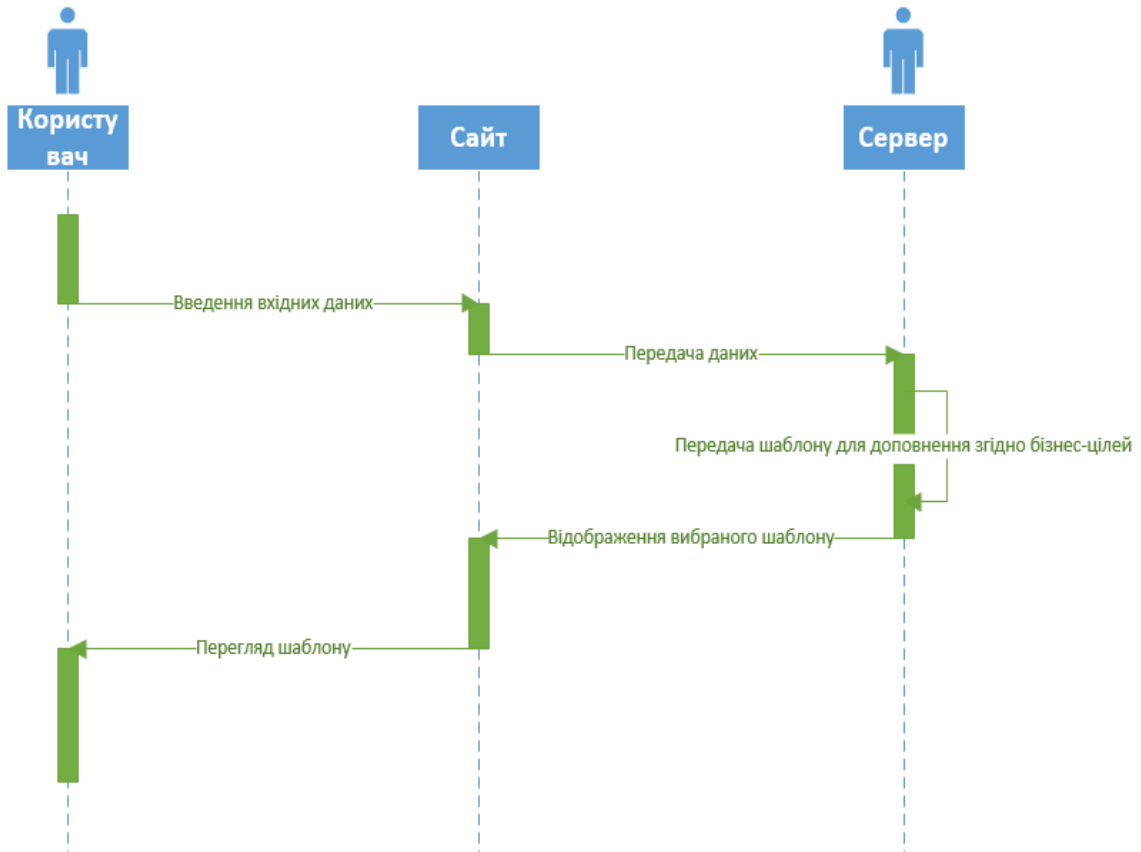 Користу
вач
Сайт
Сервер
Введення вхідних даних
Передача даних
Передача шаблону для доповнення згідно бізнес-цілей
Відображення вибраного шаблону
Перегляд шаблону